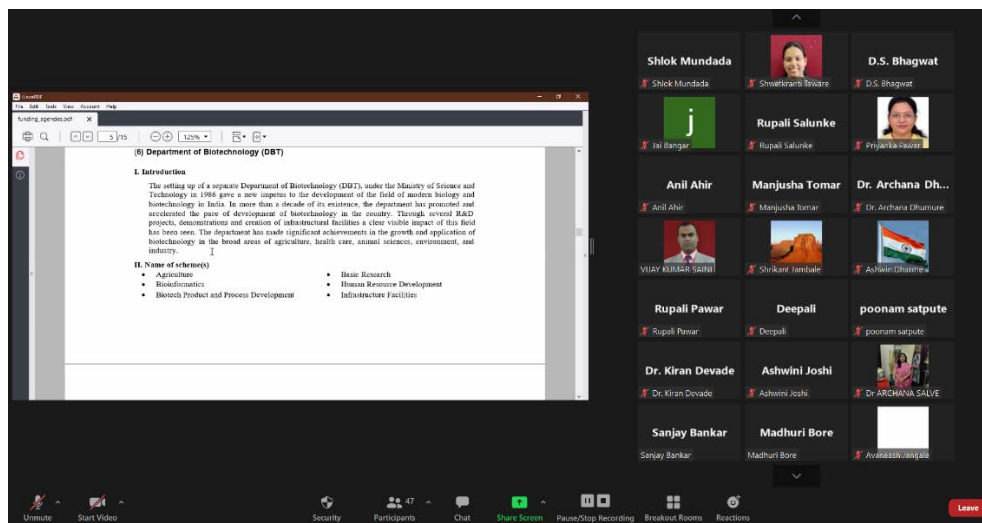 File Edit Tools View Account Help
funding_agencies.pdf
5 /15
125%
(6) Department of Biotechnology (DBT)
I. Introduction
The setting up of a separate Department of Biotechnology (DBT), under the Ministry of Science and
Technology in 1986 gave a new impetus to the development of the field of modern biology and
biotechnology in India. In more than a decade of its existence, the department has promoted and
accelerated the pace of development of biotechnology in the country. Through several R&D
projects, demonstrations and creation of infrastructural facilities a clear visible impact of this field
has been seen. The department has made significant achievements in the growth and application of
biotechnology in the broad areas of agriculture, health care, animal sciences, environment, and
industry.
II. Name of scheme(s)
• Agriculture
• Bioinformatics
• Biotech Product and Process Development
• Basic Research
• Human Resource Development
• Infrastructure Facilities
Shlok Mundada
Shlok Mundada
Shwetkranti Taware
D.S. Bhagwat
D.S. Bhagwat
j
Jai Bangar
Rupali Salunke
Rupali Salunke
Priyanka Pawar
Anil Ahir
Anil Ahir
Manjusha Tomar
Manjusha Tomar
Dr. Archana Dh...
Dr. Archana Dhumure
VIJAY KUMAR SAINI
Shrikant Jambale
Ashwin Dharme
Rupali Pawar
Rupali Pawar
Deepali
Deepali
poonam satpute
poonam satpute
Dr. Kiran Devade
Dr. Kiran Devade
Ashwini Joshi
Ashwini Joshi
Dr ARCHANA SALVE
Sanjay Bankar
Sanjay Bankar
Madhuri Bore
Madhuri Bore
Avaneesh Jangale
Unmute
Start Video
Security
47
Participants
Chat
Share Screen
Pause/Stop Recording
Breakout Rooms
Reactions
Leave